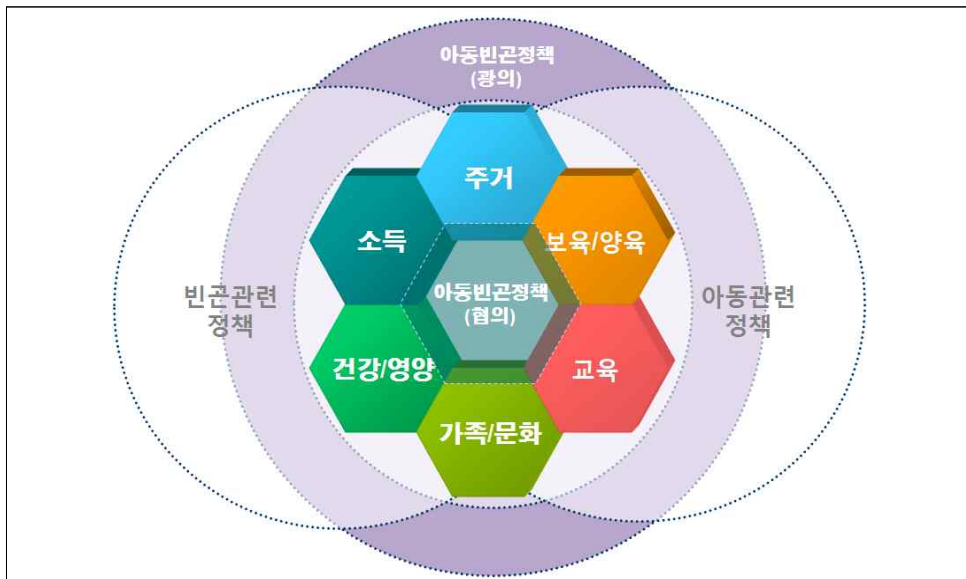 아동빈곤정책
(광의)
주거
소득
보육/양육
빈곤관련
정책
아동빈곤정책
(협의)
아동관련
정책
건강/영양
교육
가족/문화